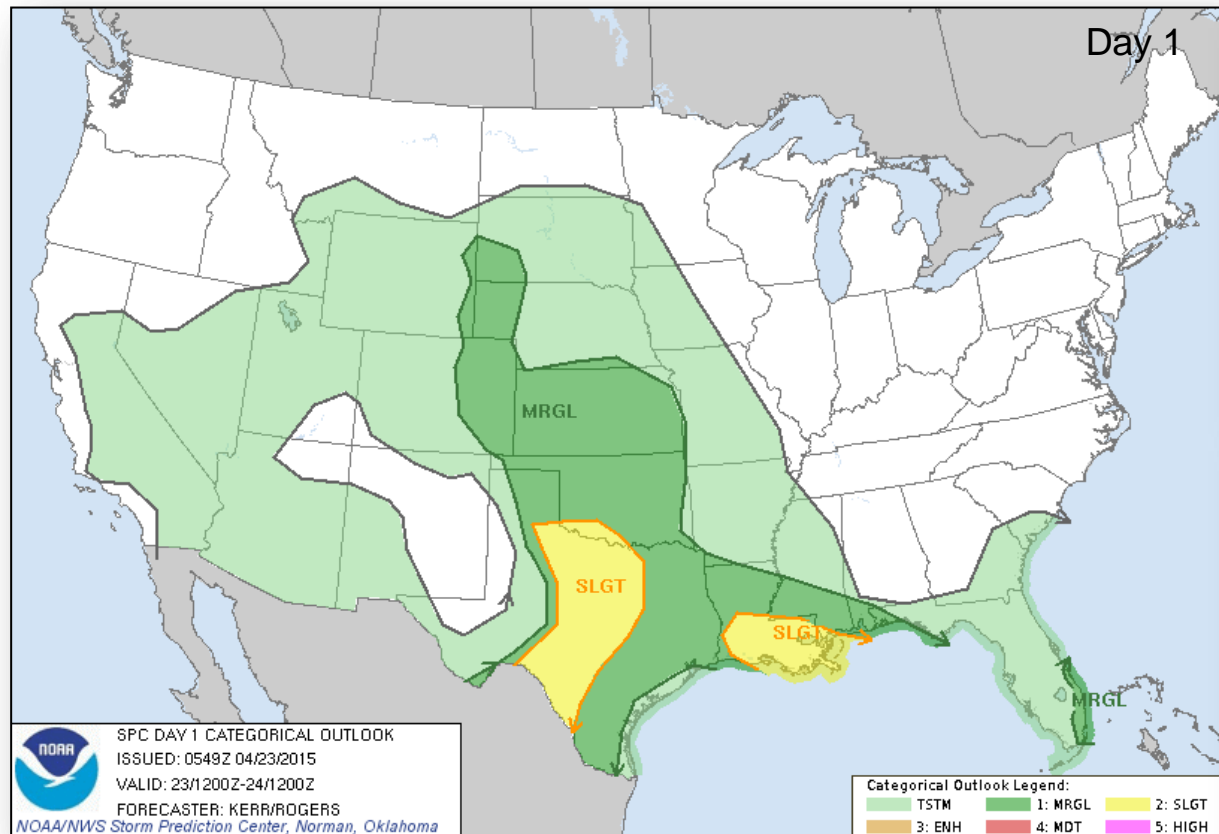 Day 1
MRGL
SLGT
SLGT
MRGL
NOAA
SPC DAY 1 CATEGORICAL OUTLOOK
ISSUED: 0549Z 04/23/2015
VALID: 23/1200Z-24/1200Z
FORECASTER: KERR/ROGERS
NOAA/NWS Storm Prediction Center, Norman, Oklahoma
Categorical Outlook Legend:
TSTM 1: MRGL 2: SLGT
3: ENH 4: MDT 5: HIGH